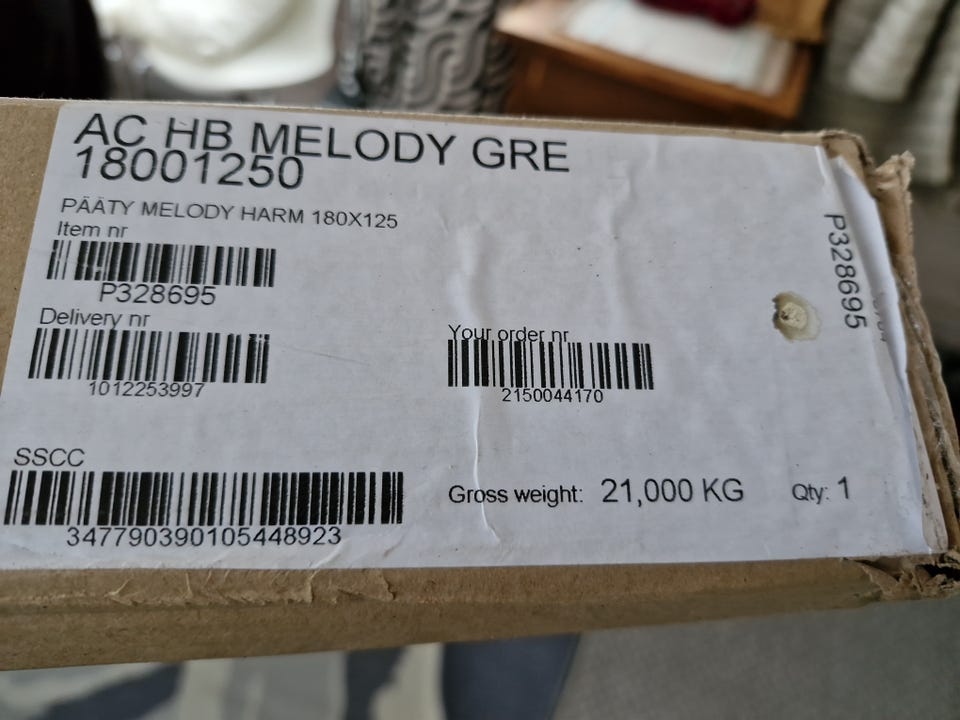 AC HB MELODY GRE
18001250
PÄÄTY MELODY HARM 180X125
Item nr
P328695
Delivery nr
1012253997
Your order nr
2150044170
SSCC
347790390105448923
Gross weight: 21,000 KG
Qty: 1
P328695